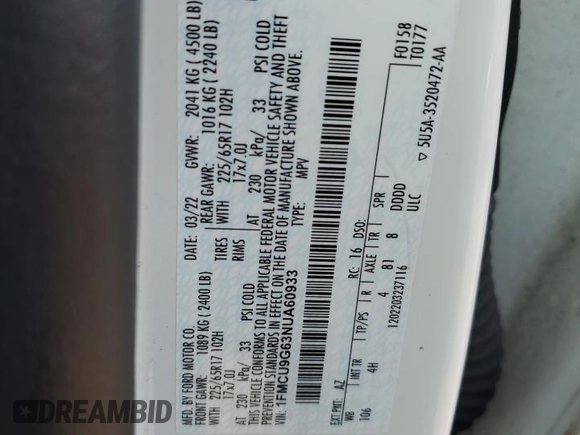 MFD. BY FORD MOTOR CO.
DATE: 03/22 GVWR: 2041 KG ( 4500 LB)
FRONT GAWR: 1089 KG ( 2400 LB) REAR GAWR: 1016 KG ( 2240 LB)
WITH 225/65R17 102H TIRES WITH 225/65R17 102H
17x7.0J RIMS 17x7.0J
AT 230 kPa/ 33 PSI COLD AT 230 kPa/ 33 PSI COLD
THIS VEHICLE CONFORMS TO ALL APPLICABLE FEDERAL MOTOR VEHICLE SAFETY AND THEFT
STANDARDS IN EFFECT ON THE DATE OF MANUFACTURE SHOWN ABOVE.
VIN: 1FMCU9G63NUA60933
TYPE: MPV
F0158
T0177
EXT PNT: AZ RC: 16 DSO:
WB INT TR TP/PS R AXLE TR SPR
106 4H 4 81 8 DDDD
1202203237116 ULC
▽ 5U5A-3520472-AA
DREAMBID